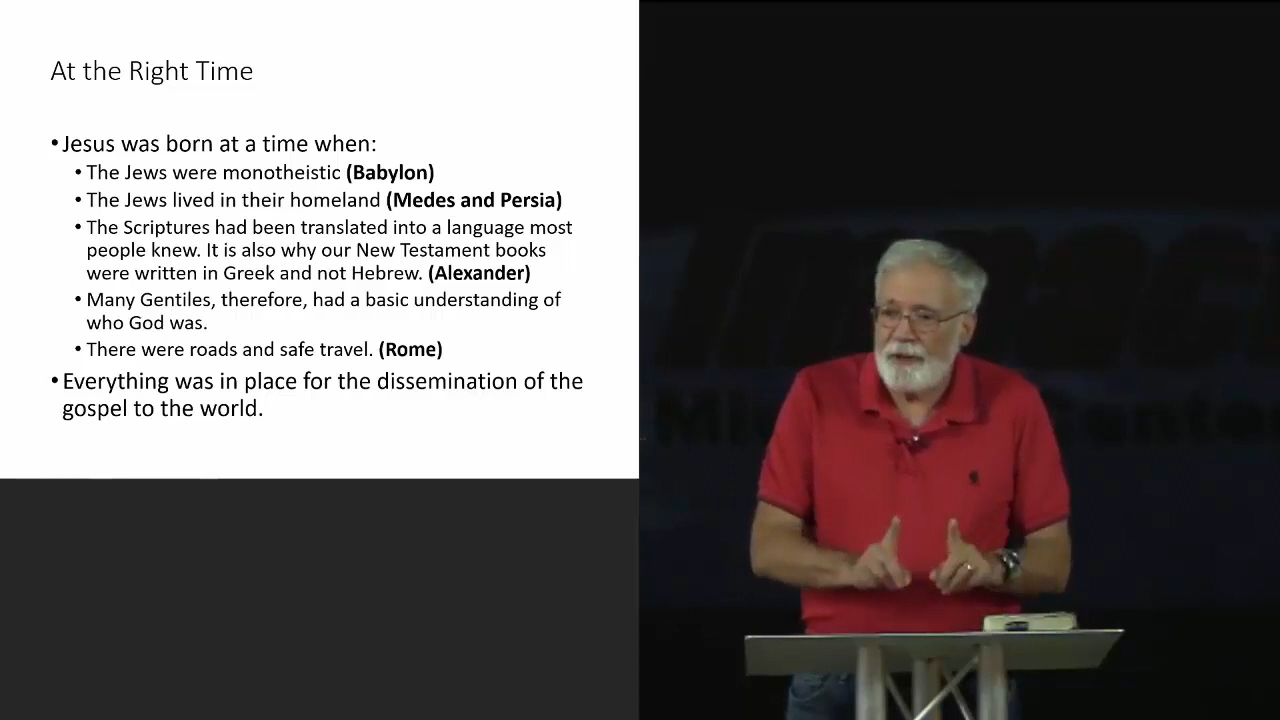 At the Right Time
•Jesus was born at a time when:
•The Jews were monotheistic (Babylon)
•The Jews lived in their homeland (Medes and Persia)
•The Scriptures had been translated into a language most
people knew. It is also why our New Testament books
were written in Greek and not Hebrew. (Alexander)
•Many Gentiles, therefore, had a basic understanding of
who God was.
•There were roads and safe travel. (Rome)
•Everything was in place for the dissemination of the
gospel to the world.